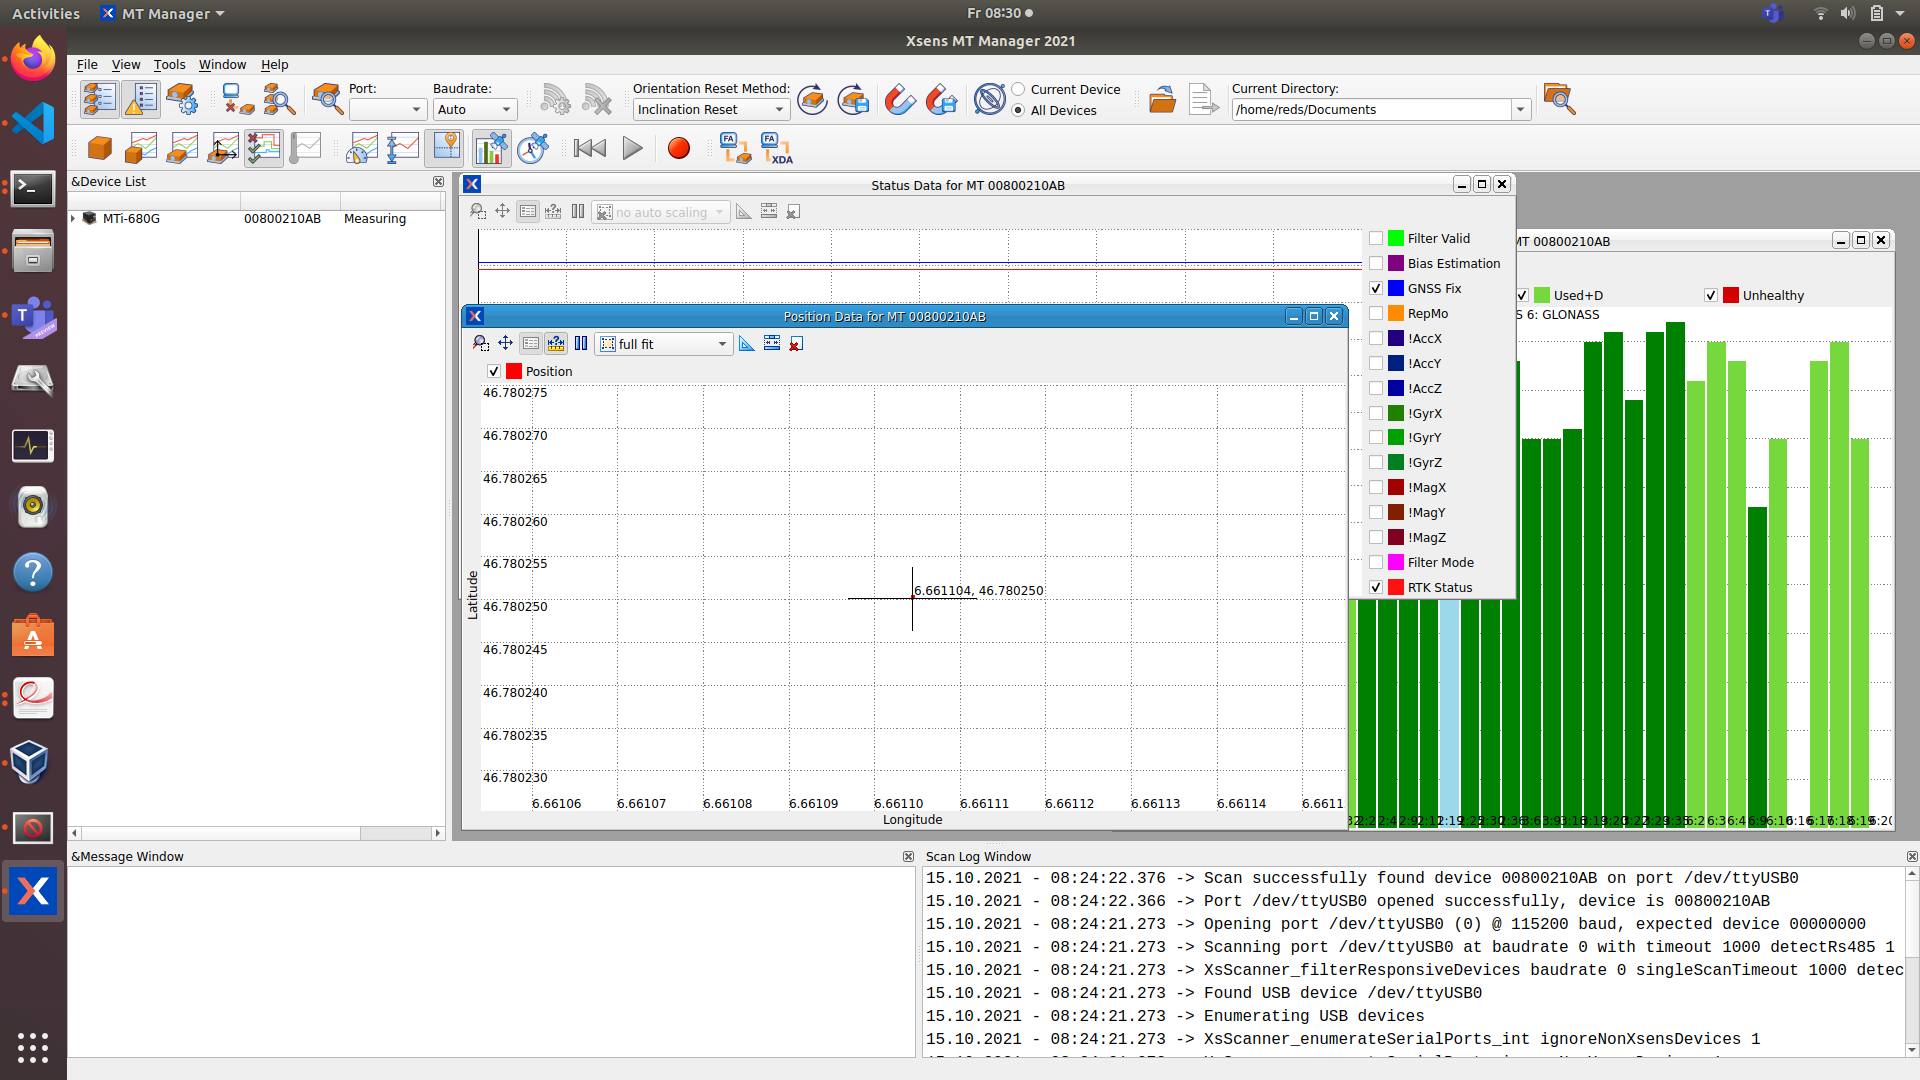 Activities
MT Manager
Fr 08:30
Xsens MT Manager 2021
File View Tools Window Help
Port:
Baudrate:
Auto
Orientation Reset Method:
Inclination Reset
Current Device
All Devices
Current Directory:
/home/reds/Documents
FA
FA
XDA
&Device List
MTi-680G 00800210AB Measuring
Status Data for MT 00800210AB
no auto scaling
Filter Valid
Bias Estimation
GNSS Fix
RepMo
!AccX
!AccY
!AccZ
!GyrX
!GyrY
!GyrZ
!MagX
!MagY
!MagZ
Filter Mode
RTK Status
MT 00800210AB
Used+D
Unhealthy
S 6: GLONASS
Position Data for MT 00800210AB
full fit
Position
46.780275
46.780270
46.780265
46.780260
46.780255
46.780250
46.780245
46.780240
46.780235
46.780230
Latitude
6.661104, 46.780250
6.66106 6.66107 6.66108 6.66109 6.66110 6.66111 6.66112 6.66113 6.66114 6.6611
Longitude
&Message Window
Scan Log Window
15.10.2021 - 08:24:22.376 -> Scan successfully found device 00800210AB on port /dev/ttyUSB0
15.10.2021 - 08:24:22.366 -> Port /dev/ttyUSB0 opened successfully, device is 00800210AB
15.10.2021 - 08:24:21.273 -> Opening port /dev/ttyUSB0 (0) @ 115200 baud, expected device 00000000
15.10.2021 - 08:24:21.273 -> Scanning port /dev/ttyUSB0 at baudrate 0 with timeout 1000 detectRs485 1
15.10.2021 - 08:24:21.273 -> XsScanner_filterResponsiveDevices baudrate 0 singleScanTimeout 1000 detec
15.10.2021 - 08:24:21.273 -> Found USB device /dev/ttyUSB0
15.10.2021 - 08:24:21.273 -> Enumerating USB devices
15.10.2021 - 08:24:21.273 -> XsScanner_enumerateSerialPorts_int ignoreNonXsensDevices 1